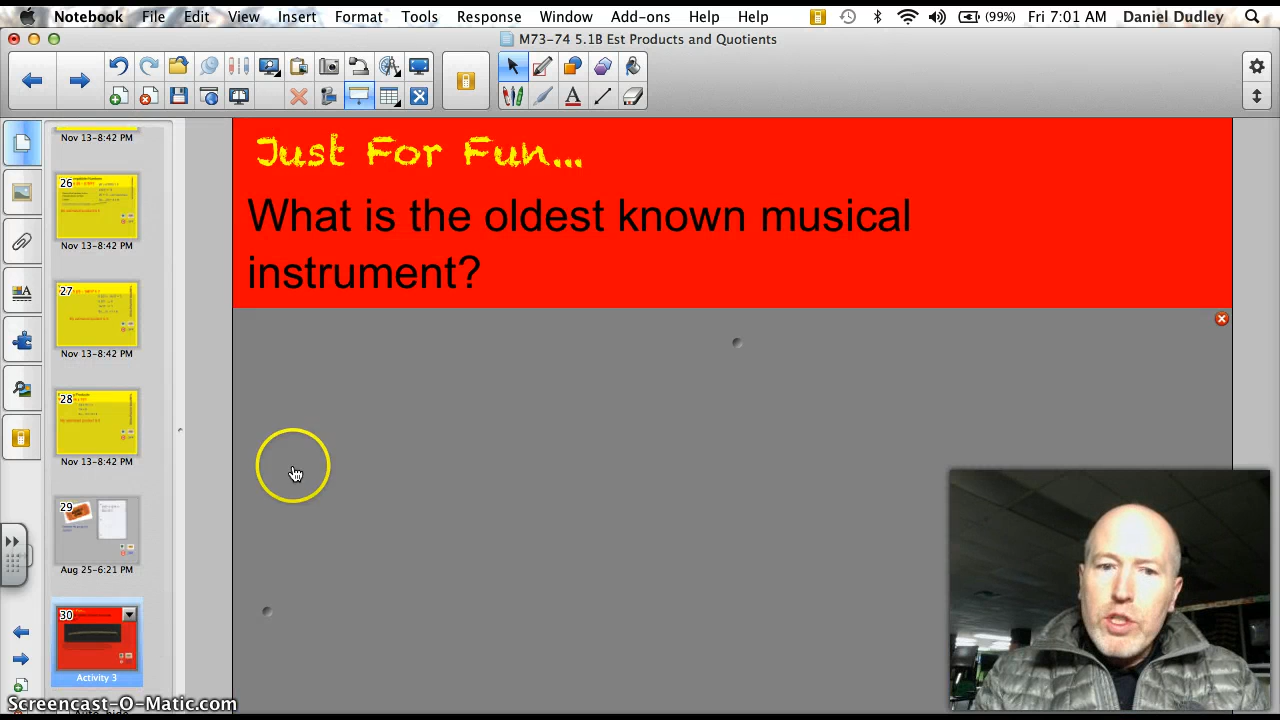 Notebook File Edit View Insert Format Tools Response Window Add-ons Help Help (99%) Fri 7:01 AM Daniel Dudley
M73-74 5.1B Est Products and Quotients
Just For Fun...
What is the oldest known musical
instrument?
Nov 13-8:42 PM
26
Nov 13-8:42 PM
27
Nov 13-8:42 PM
28
Nov 13-8:42 PM
29
Aug 25-6:21 PM
30
Activity 3
Screencast-O-Matic.com